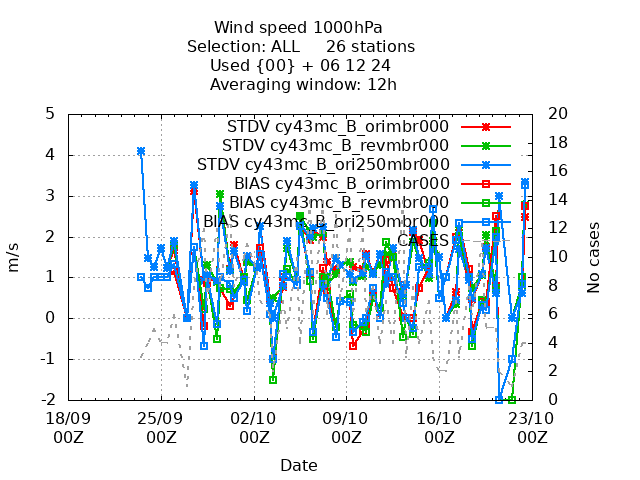 Wind speed 1000hPa
Selection: ALL 26 stations
Used {00} + 06 12 24
Averaging window: 12h
STDV cy43mc_B_orimbr000
STDV cy43mc_B_revmbr000
STDV cy43mc_B_ori250mbr000
BIAS cy43mc_B_orimbr000
BIAS cy43mc_B_revmbr000
BIAS cy43mc_B_ori250mbr000
CASES
m/s
5
4
3
2
1
0
-1
-2
No cases
20
18
16
14
12
10
8
6
4
2
0
18/09 25/09 02/10 09/10 16/10 23/10
00Z 00Z 00Z 00Z 00Z 00Z
Date